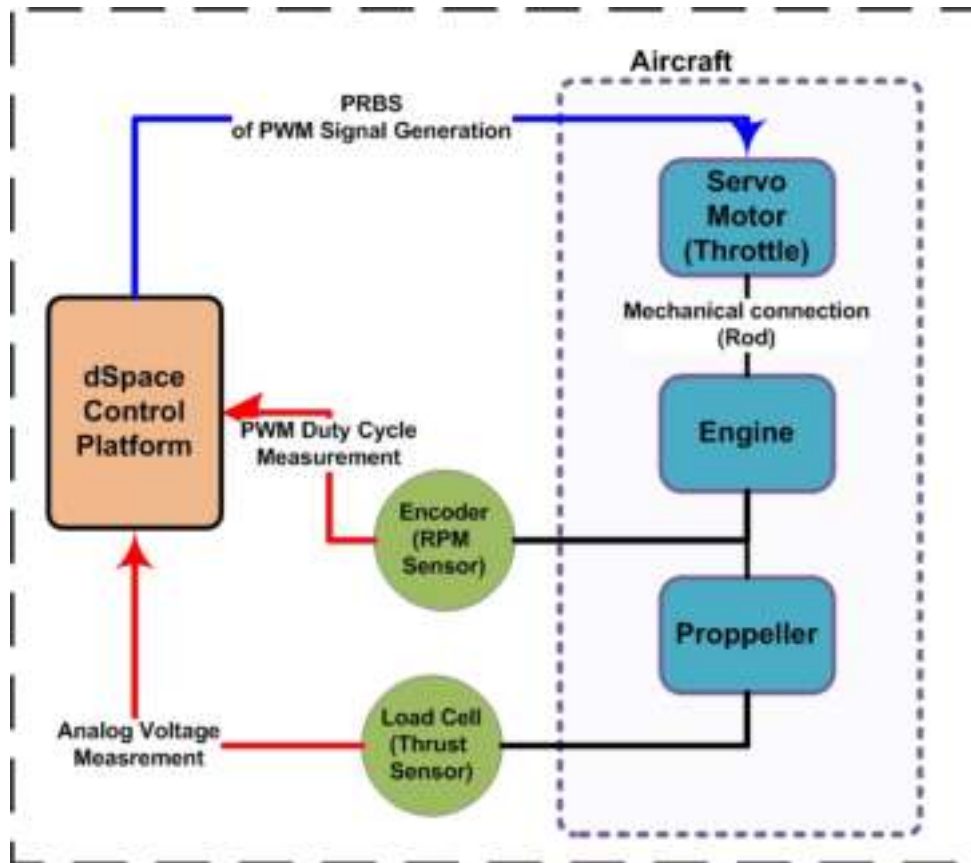 Aircraft
PRBS
of PWM Signal Generation
Servo
Motor
(Throttle)
Mechanical connection
(Rod)
dSpace
Control
Platform
PWM Duty Cycle
Measurement
Engine
Encoder
(RPM
Sensor)
Proppeller
Analog Voltage
Measrement
Load Cell
(Thrust
Sensor)